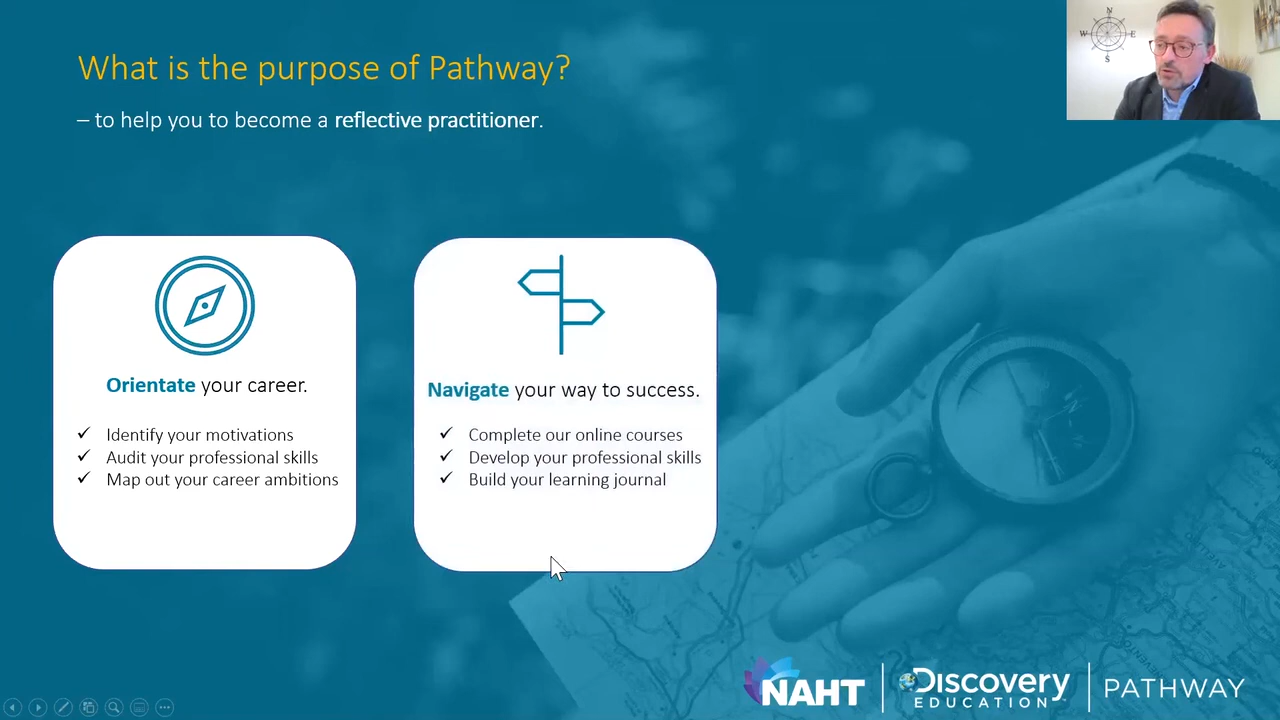 What is the purpose of Pathway?
– to help you to become a reflective practitioner.
N
W E
S
Orientate your career.
✓ Identify your motivations
✓ Audit your professional skills
✓ Map out your career ambitions
Navigate your way to success.
✓ Complete our online courses
✓ Develop your professional skills
✓ Build your learning journal
NAHT
Discovery
EDUCATION
PATHWAY